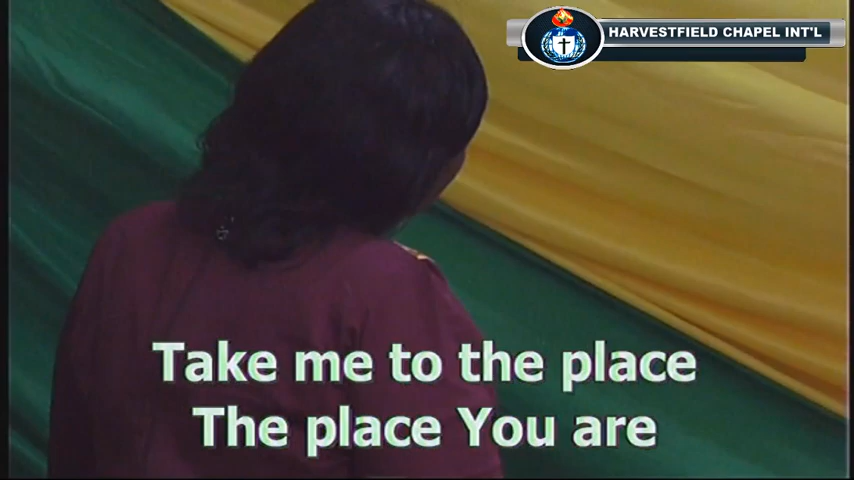 HARVESTFIELD CHAPEL INT'L
Take me to the place
The place You are